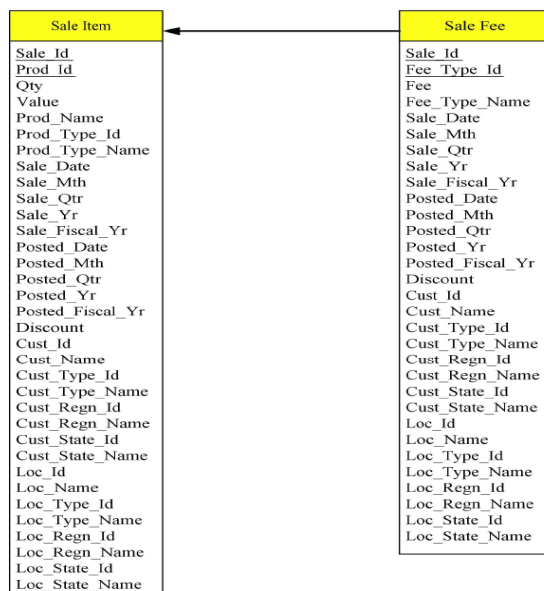 Sale Item
Sale_Id
Prod_Id
Qty
Value
Prod_Name
Prod_Type_Id
Prod_Type_Name
Sale_Date
Sale_Mth
Sale_Qtr
Sale_Yr
Sale_Fiscal_Yr
Posted_Date
Posted_Mth
Posted_Qtr
Posted_Yr
Posted_Fiscal_Yr
Discount
Cust_Id
Cust_Name
Cust_Type_Id
Cust_Type_Name
Cust_Regn_Id
Cust_Regn_Name
Cust_State_Id
Cust_State_Name
Loc_Id
Loc_Name
Loc_Type_Id
Loc_Type_Name
Loc_Regn_Id
Loc_Regn_Name
Loc_State_Id
Loc_State_Name
Sale Fee
Sale_Id
Fee_Type_Id
Fee
Fee_Type_Name
Sale_Date
Sale_Mth
Sale_Qtr
Sale_Yr
Sale_Fiscal_Yr
Posted_Date
Posted_Mth
Posted_Qtr
Posted_Yr
Posted_Fiscal_Yr
Discount
Cust_Id
Cust_Name
Cust_Type_Id
Cust_Type_Name
Cust_Regn_Id
Cust_Regn_Name
Cust_State_Id
Cust_State_Name
Loc_Id
Loc_Name
Loc_Type_Id
Loc_Type_Name
Loc_Regn_Id
Loc_Regn_Name
Loc_State_Id
Loc_State_Name